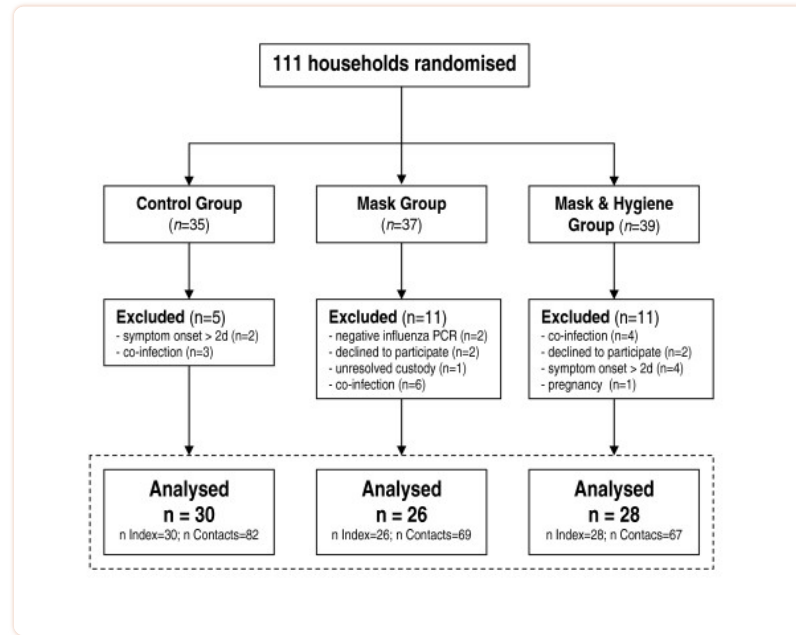 111 households randomised
Control Group
(n=35)
Mask Group
(n=37)
Mask & Hygiene
Group (n=39)
Excluded (n=5)
- symptom onset > 2d (n=2)
- co-infection (n=3)
Excluded (n=11)
- negative influenza PCR (n=2)
- declined to participate (n=2)
- unresolved custody (n=1)
- co-infection (n=6)
Excluded (n=11)
- co-infection (n=4)
- declined to participate (n=2)
- symptom onset > 2d (n=4)
- pregnancy (n=1)
Analysed
n = 30
n Index=30; n Contacts=82
Analysed
n = 26
n Index=26; n Contacts=69
Analysed
n = 28
n Index=28; n Contacs=67